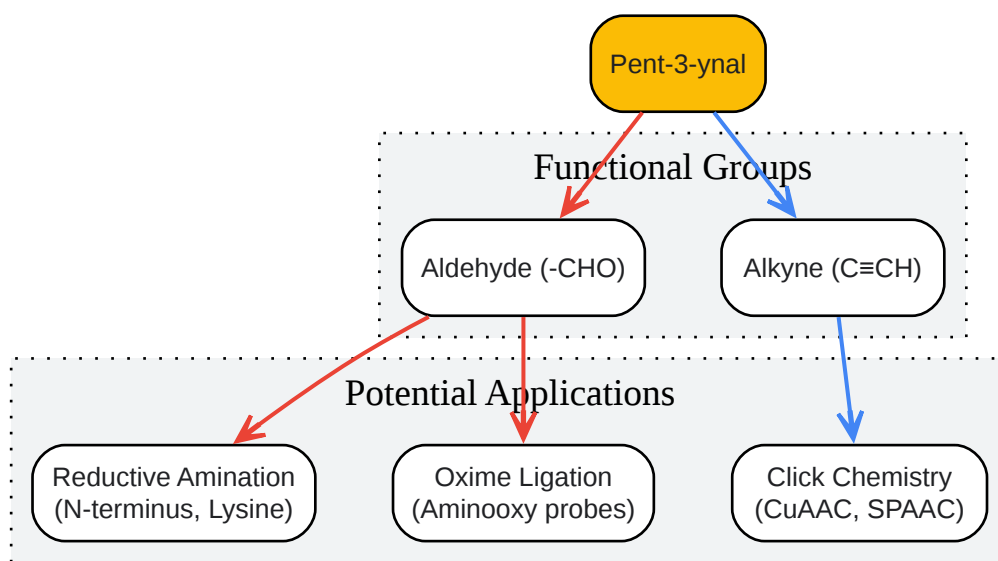 Pent-3-ynal
Functional Groups
Aldehyde (-CHO)
Alkyne (C≡CH)
Potential Applications
Reductive Amination
(N-terminus, Lysine)
Oxime Ligation
(Aminooxy probes)
Click Chemistry
(CuAAC, SPAAC)